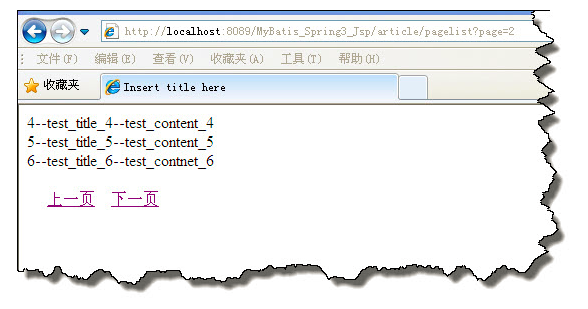 http://localhost:8089/MyBatis_Spring3_Jsp/article/pagelist?page=2
文件(F) 编辑(E) 查看(V) 收藏夹(A) 工具(T) 帮助(H)
收藏夹 Insert title here
4--test_title_4--test_content_4
5--test_title_5--test_content_5
6--test_title_6--test_contnet_6
上一页 下一页